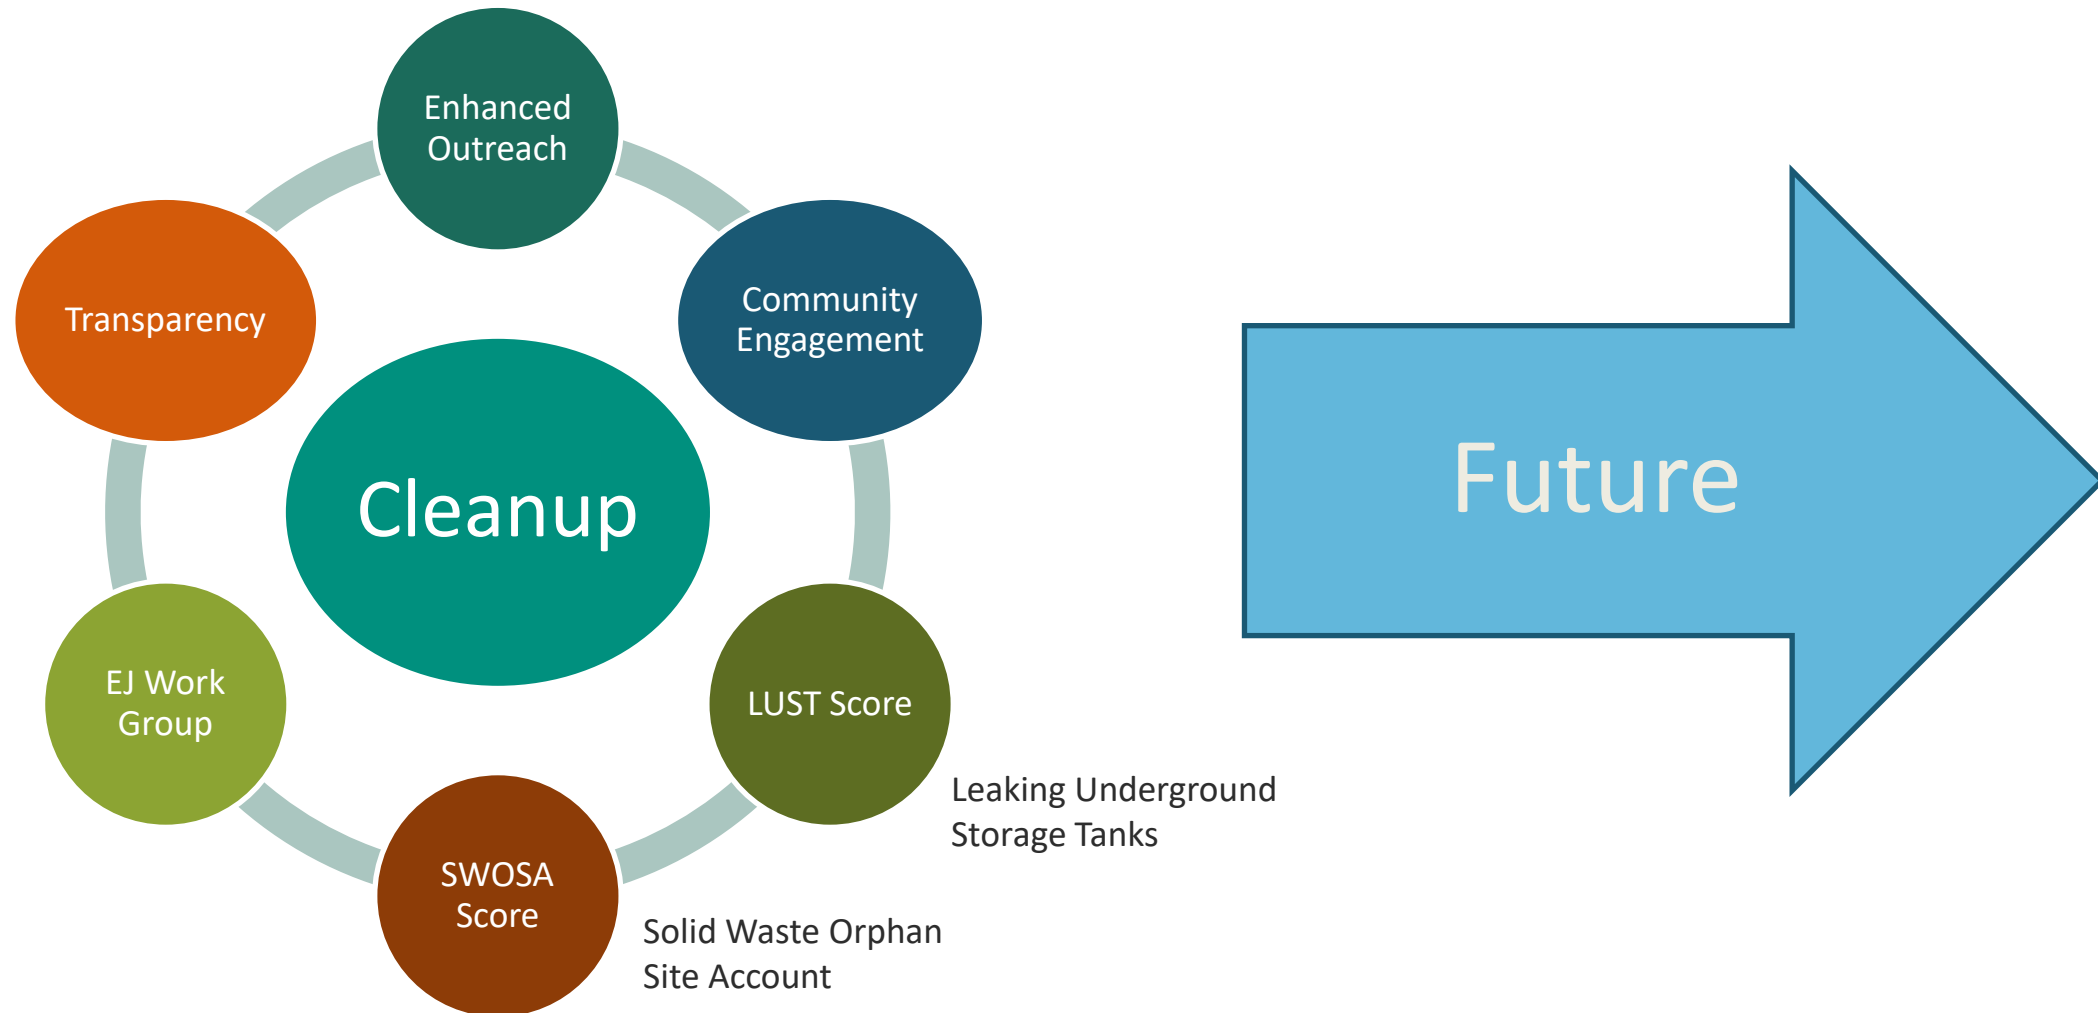 Enhanced
Outreach
Community
Engagement
Transparency
Cleanup
Future
EJ Work
Group
LUST Score
Leaking Underground
Storage Tanks
SWOSA
Score
Solid Waste Orphan
Site Account